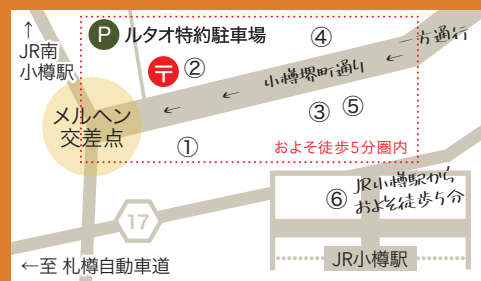 ↑
JR南
小樽駅
P ルタオ特約駐車場
④
一方通行
〒 ②
←
小樽堺町通り
←
←
メルヘン
交差点
③ ⑤
①
およそ徒歩5分圏内
⑥ JR小樽駅から
およそ徒歩5分
17
←至 札樽自動車道
JR小樽駅